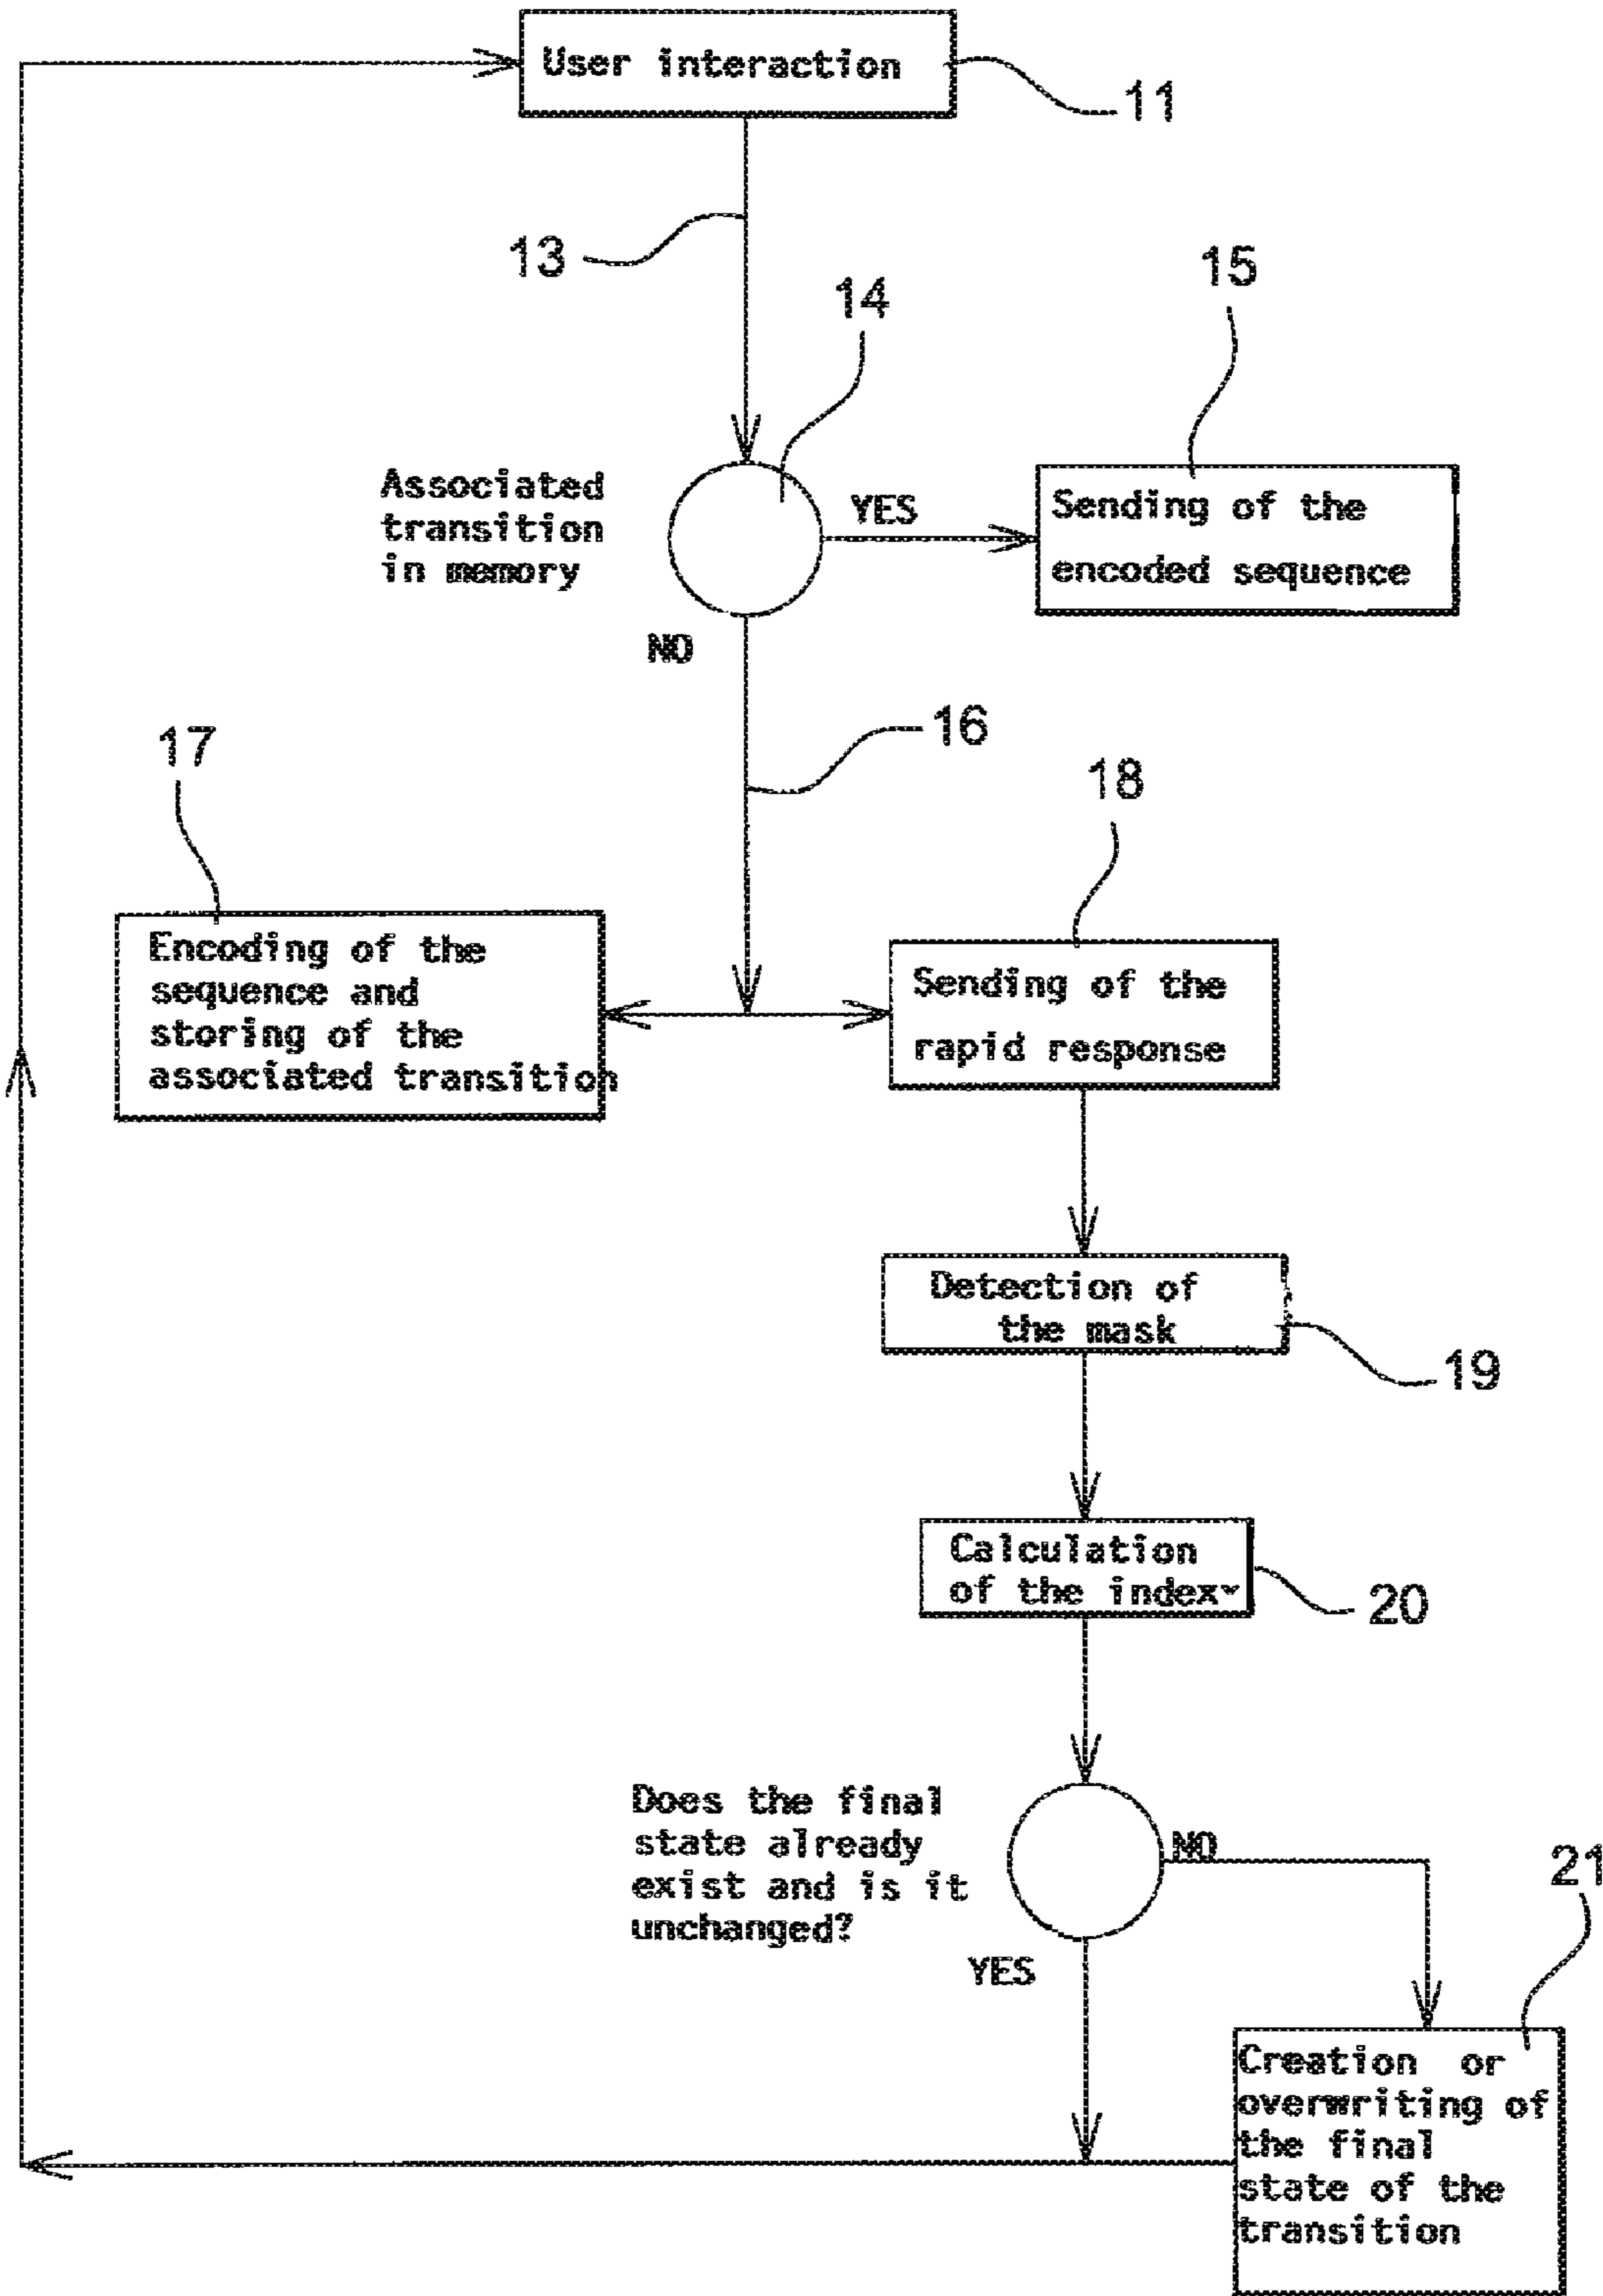 User interaction
11
13
14
15
Associated
transition
in memory
YES
Sending of the
encoded sequence
NO
16
17
18
Encoding of the
sequence and
storing of the
associated transition
Sending of the
rapid response
Detection of
the mask
19
Calculation
of the index
20
Does the final
state already
exist and is it
unchanged?
NO
YES
21
Creation or
overwriting of
the final
state of the
transition